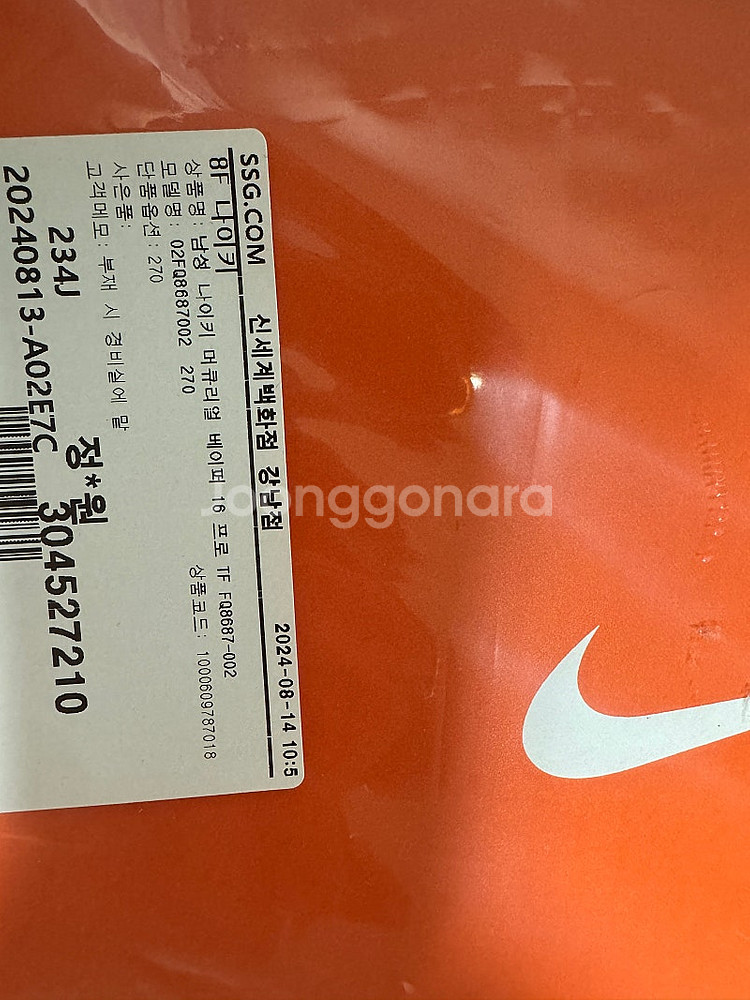 SSG.COM 신세계백화점 강남점 2024-08-14 10:5
8F 나이키
상품명: 남성 나이키 머큐리얼 베이퍼 16 프로 TF FQ8687-002
모델명: 02FQ8687002 270 상품코드: 1000609787018
단품옵션: 270
사은품:
고객메모: 부재 시 경비실에 맡
234J 정*원
20240813-A02E7C 304527210
Joonggonara